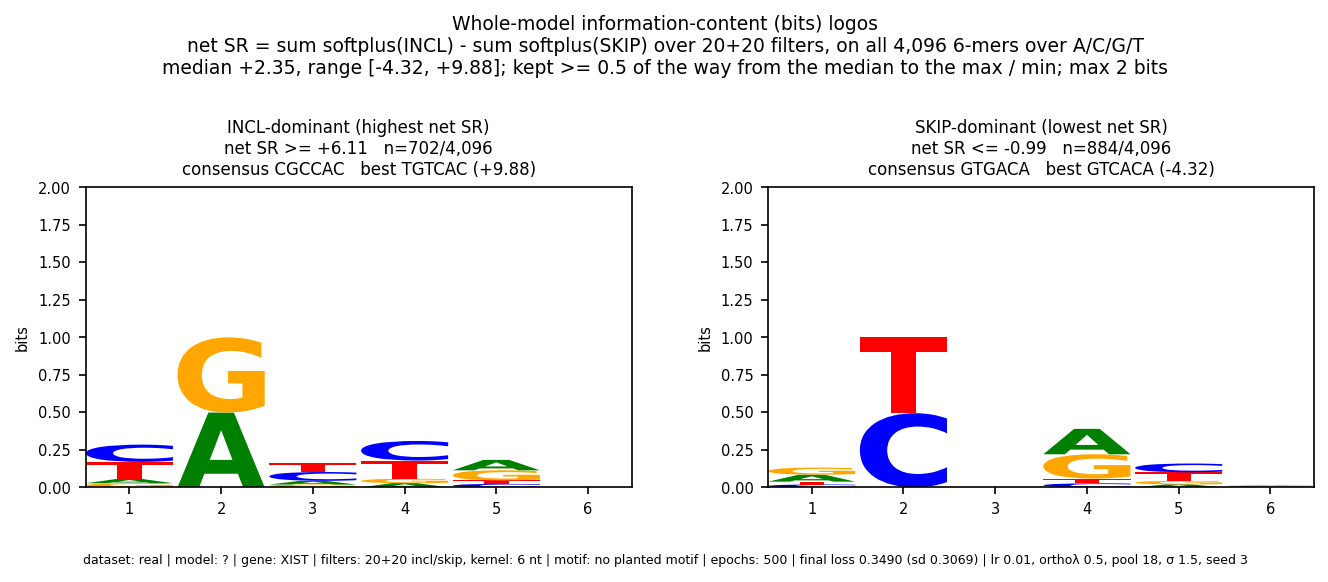 Whole-model information-content (bits) logos
net SR = sum softplus(INCL) - sum softplus(SKIP) over 20+20 filters, on all 4,096 6-mers over A/C/G/T
median +2.35, range [-4.32, +9.88]; kept >= 0.5 of the way from the median to the max / min; max 2 bits
INCL-dominant (highest net SR)
net SR >= +6.11   n=702/4,096
consensus CGCCAC   best TGTCAC (+9.88)
2.00
1.75
1.50
1.25
1.00
0.75
0.50
0.25
0.00
bits
C T A G
G A
T C A G
C T G A
A G T C
1 2 3 4 5 6
SKIP-dominant (lowest net SR)
net SR <= -0.99   n=884/4,096
consensus GTGACA   best GTCACA (-4.32)
2.00
1.75
1.50
1.25
1.00
0.75
0.50
0.25
0.00
bits
G A T C
T C
A G T C
C T G A
1 2 3 4 5 6
dataset: real | model: ? | gene: XIST | filters: 20+20 incl/skip, kernel: 6 nt | motif: no planted motif | epochs: 500 | final loss 0.3490 (sd 0.3069) | lr 0.01, orthoλ 0.5, pool 18, σ 1.5, seed 3